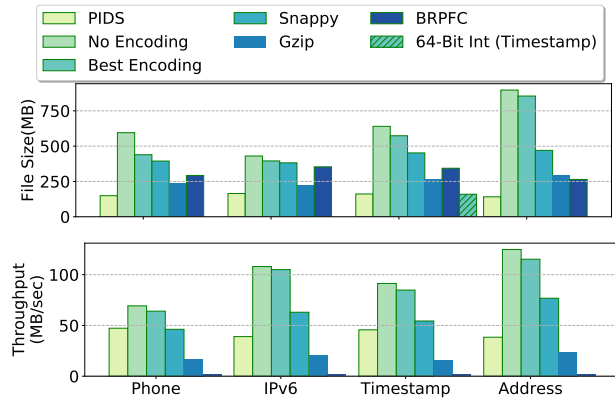 PIDS Snappy BRPFC
No Encoding Gzip 64-Bit Int (Timestamp)
Best Encoding
750
500
250
0
File Size(MB)
100
50
0
Throughput
(MB/sec)
Phone IPv6 Timestamp Address